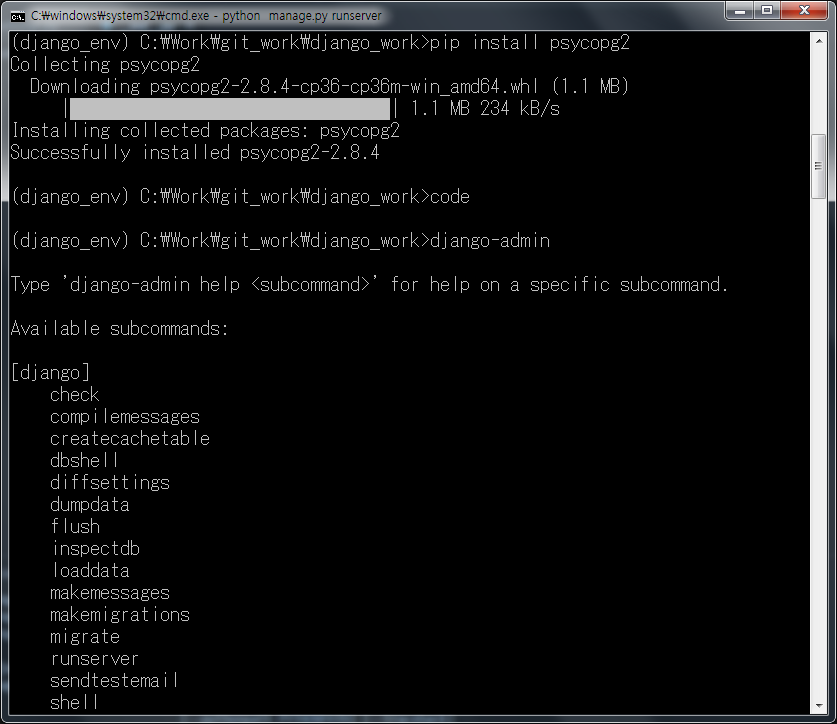 C:₩windows₩system32₩cmd.exe - python  manage.py runserver
(django_env) C:₩Work₩git_work₩django_work>pip install psycopg2
Collecting psycopg2
  Downloading psycopg2-2.8.4-cp36-cp36m-win_amd64.whl (1.1 MB)
     |████████████████████████████████| 1.1 MB 234 kB/s
Installing collected packages: psycopg2
Successfully installed psycopg2-2.8.4
(django_env) C:₩Work₩git_work₩django_work>code
(django_env) C:₩Work₩git_work₩django_work>django-admin
Type 'django-admin help <subcommand>' for help on a specific subcommand.
Available subcommands:
[django]
    check
    compilemessages
    createcachetable
    dbshell
    diffsettings
    dumpdata
    flush
    inspectdb
    loaddata
    makemessages
    makemigrations
    migrate
    runserver
    sendtestemail
    shell